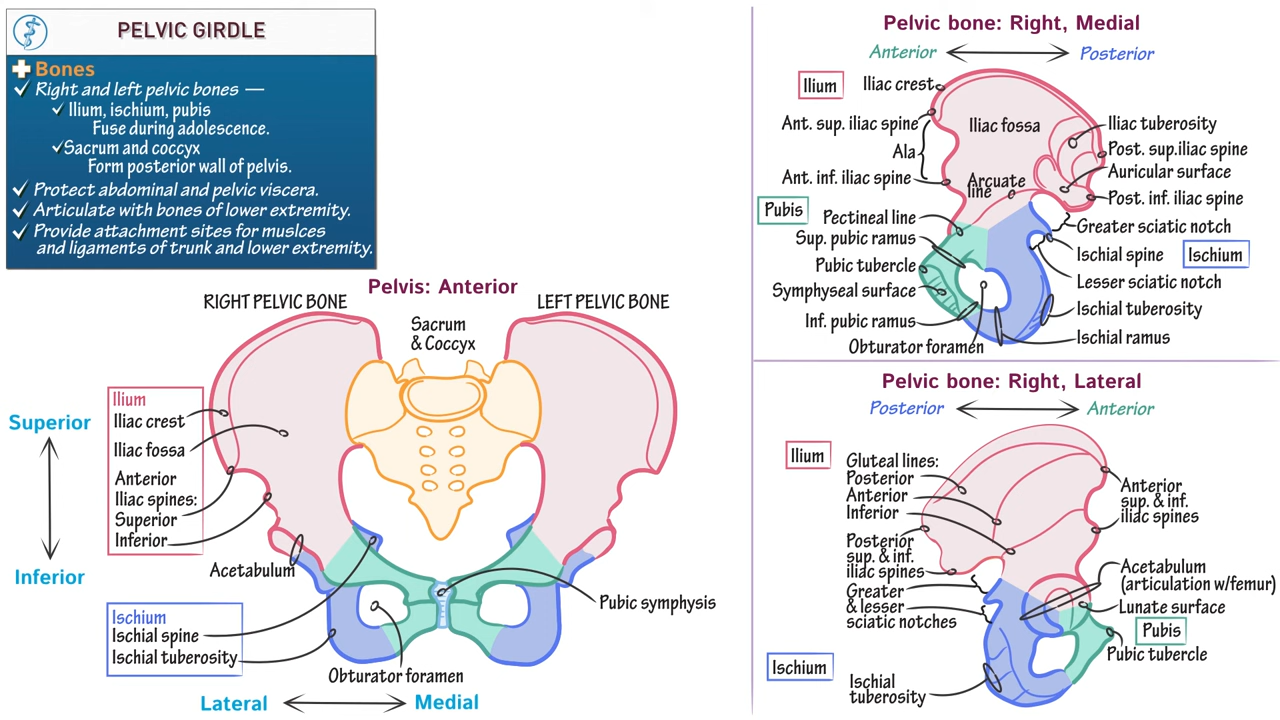 PELVIC GIRDLE
Bones
Right and left pelvic bones —
Ilium, ischium, pubis
Fuse during adolescence.
Sacrum and coccyx
Form posterior wall of pelvis.
Protect abdominal and pelvic viscera.
Articulate with bones of lower extremity.
Provide attachment sites for muslces
and ligaments of trunk and lower extremity.
Pelvis: Anterior
RIGHT PELVIC BONE
LEFT PELVIC BONE
Sacrum
& Coccyx
Superior
Inferior
Ilium
Iliac crest
Iliac fossa
Anterior
Iliac spines:
Superior
Inferior
Acetabulum
Ischium
Ischial spine
Ischial tuberosity
Pubic symphysis
Obturator foramen
Lateral
Medial
Pelvic bone: Right, Medial
Anterior
Posterior
Ilium
Iliac crest
Ant. sup. iliac spine
Ala
Ant. inf. iliac spine
Iliac fossa
Arcuate
line
Iliac tuberosity
Post. sup.iliac spine
Auricular surface
Post. inf. iliac spine
Pubis
Pectineal line
Sup. pubic ramus
Pubic tubercle
Symphyseal surface
Inf. pubic ramus
Obturator foramen
Greater sciatic notch
Ischial spine
Ischium
Lesser sciatic notch
Ischial tuberosity
Ischial ramus
Pelvic bone: Right, Lateral
Posterior
Anterior
Ilium
Gluteal lines:
Posterior
Anterior
Inferior
Posterior
sup. & inf.
iliac spines
Greater
& lesser
sciatic notches
Ischium
Ischial
tuberosity
Anterior
sup. & inf.
iliac spines
Acetabulum
(articulation w/femur)
Lunate surface
Pubis
Pubic tubercle